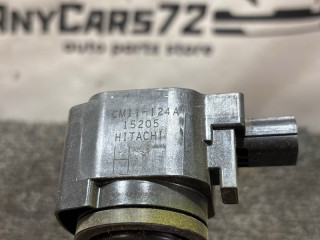 ANYCARS72
auto parts store
CM11-124A
15205
HITACHI